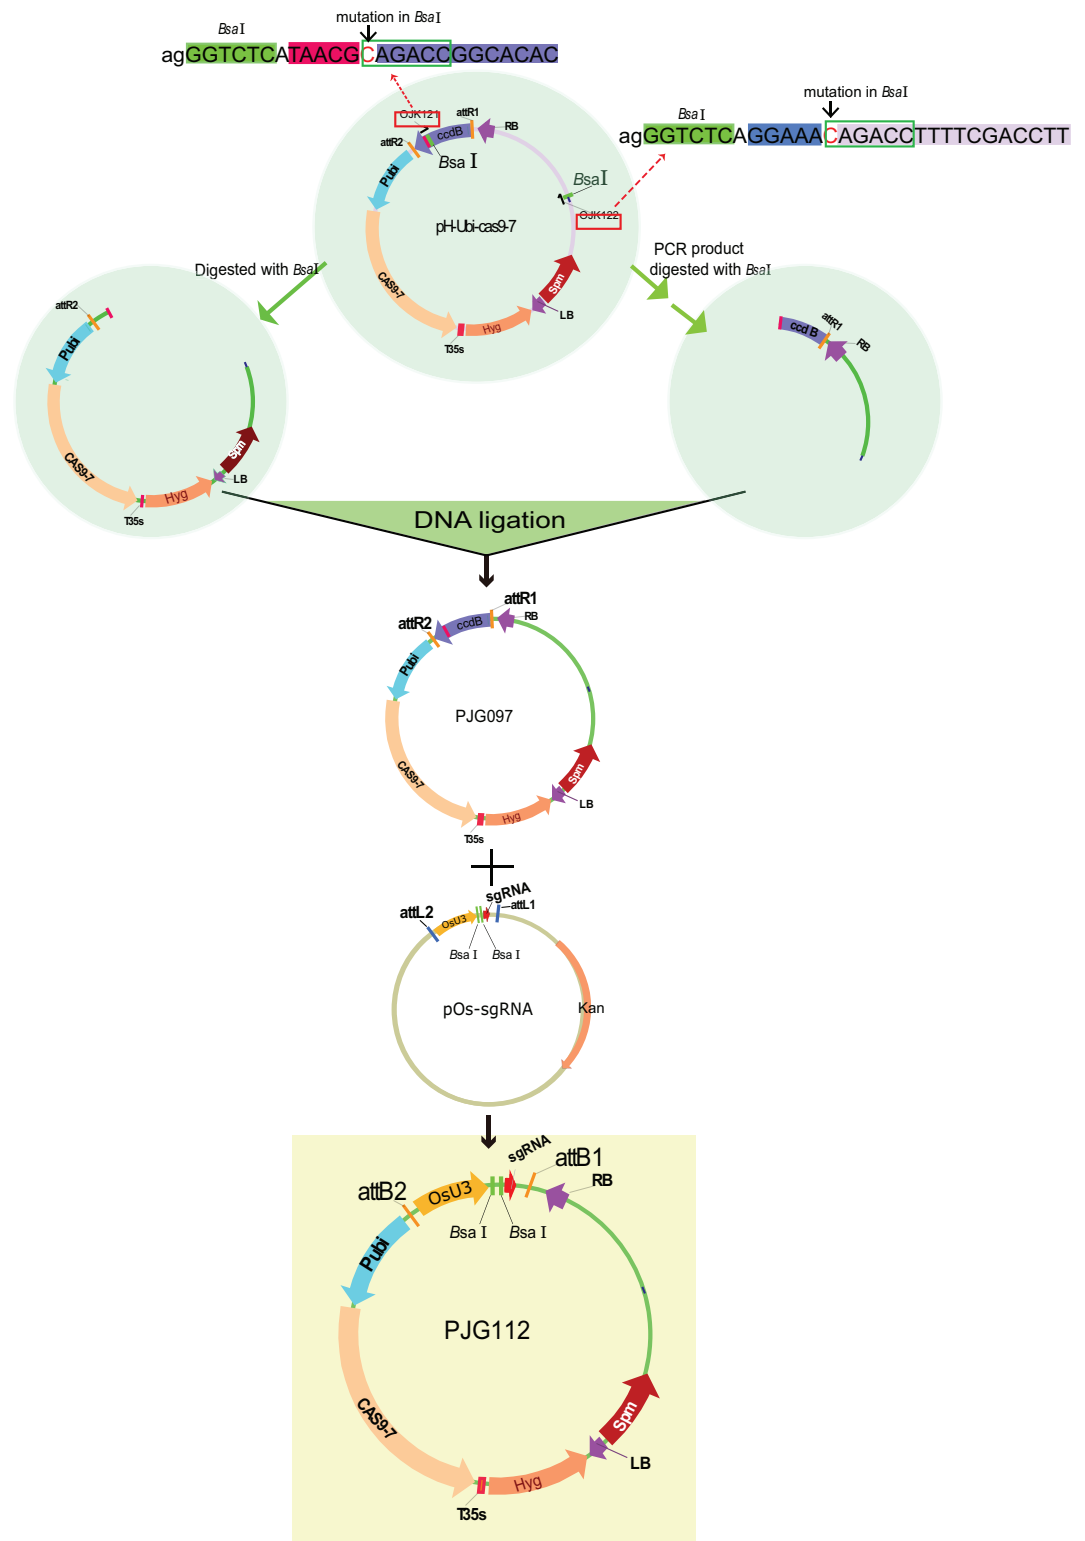 BsaI
mutation in BsaI
agGGTCTCATAACGCAGACCGGCACAC
mutation in BsaI
BsaI
agGGTCTCAGGAAACAGACCTTTTCGACCTT
OJK121
attR1
RB
ccdB
attR2
Bsa I
Pubi
BsaI
OJK122
pH-Ubi-cas9-7
CAS9-7
Spm
LB
Hyg
T35s
Digested with BsaI
PCR product
digested with BsaI
attR2
Pubi
CAS9-7
Spm
LB
Hyg
T35s
ccd B
attR1
RB
DNA ligation
attR1
attR2
ccdB
RB
Pubi
PJG097
CAS9-7
Spm
LB
Hyg
T35s
sgRNA
attL1
attL2
OsU3
Bsa I
Bsa I
pOs-sgRNA
Kan
sgRNA
attB1
attB2
OsU3
RB
Bsa I
Bsa I
Pubi
PJG112
CAS9-7
Spm
LB
Hyg
T35s